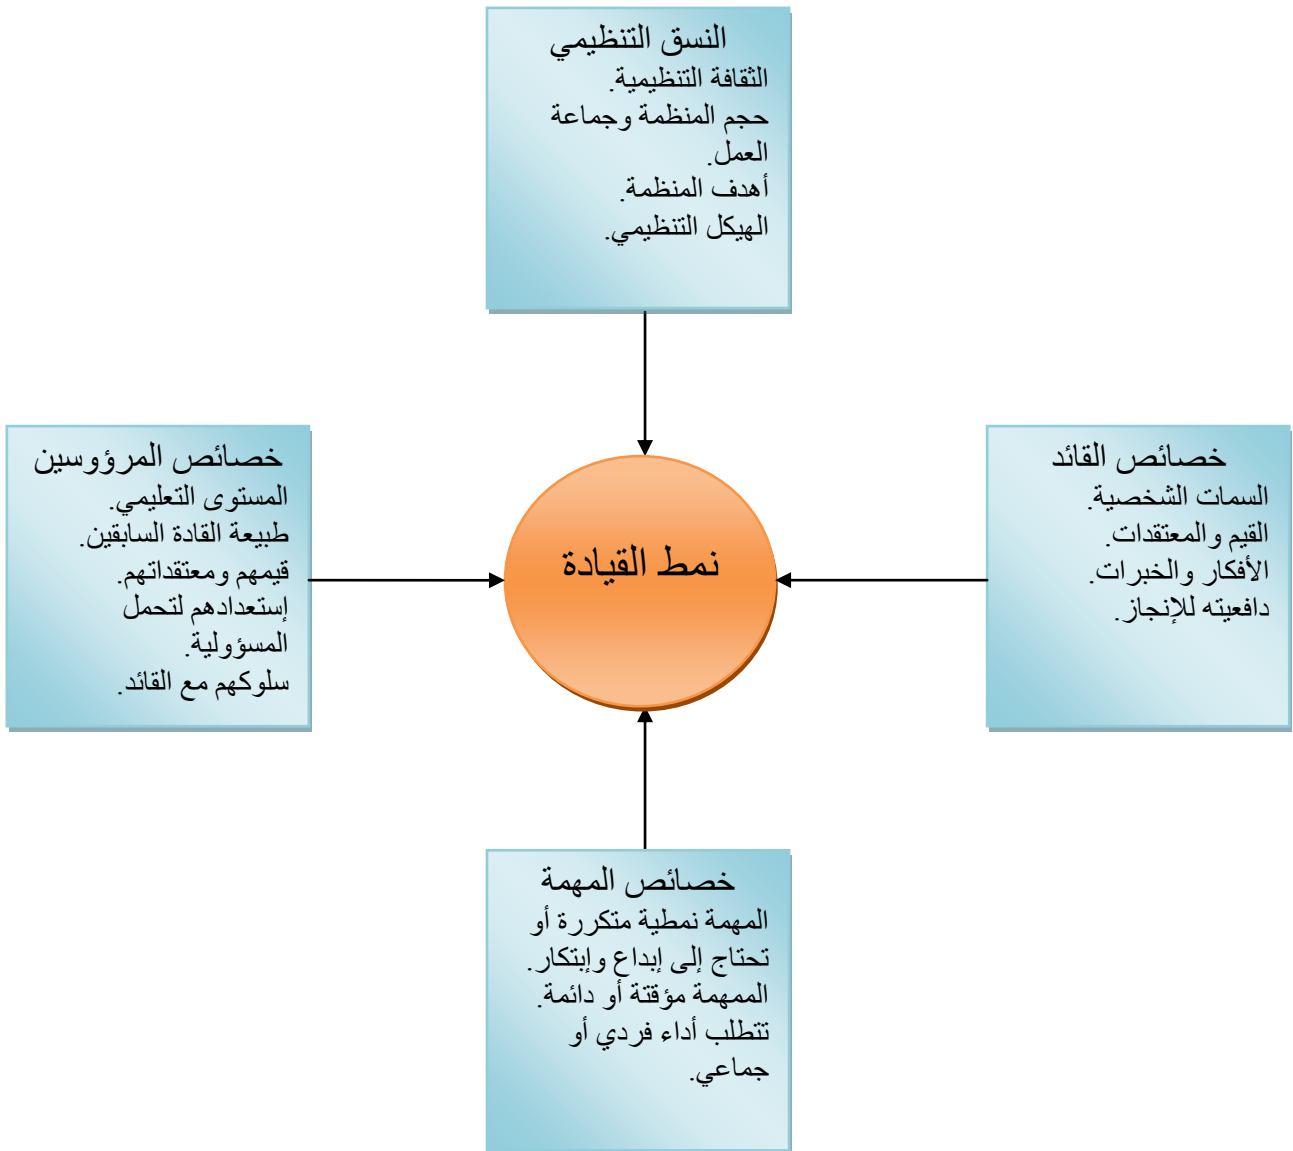 النسق التنظيمي
الثقافة التنظيمية.
حجم المنظمة وجماعة
العمل.
أهدف المنظمة.
الهيكل التنظيمي.
خصائص القائد
السمات الشخصية.
القيم والمعتقدات.
الأفكار والخبرات.
دافعيته للإنجاز.
نمط القيادة
خصائص المرؤوسين
المستوى التعليمي.
طبيعة القادة السابقين.
قيمهم ومعتقداتهم.
إستعدادهم لتحمل
المسؤولية.
سلوكهم مع القائد.
خصائص المهمة
المهمة نمطية متكررة أو
تحتاج إلى إبداع وإبتكار.
الممهمة مؤقتة أو دائمة.
تتطلب أداء فردي أو
جماعي.